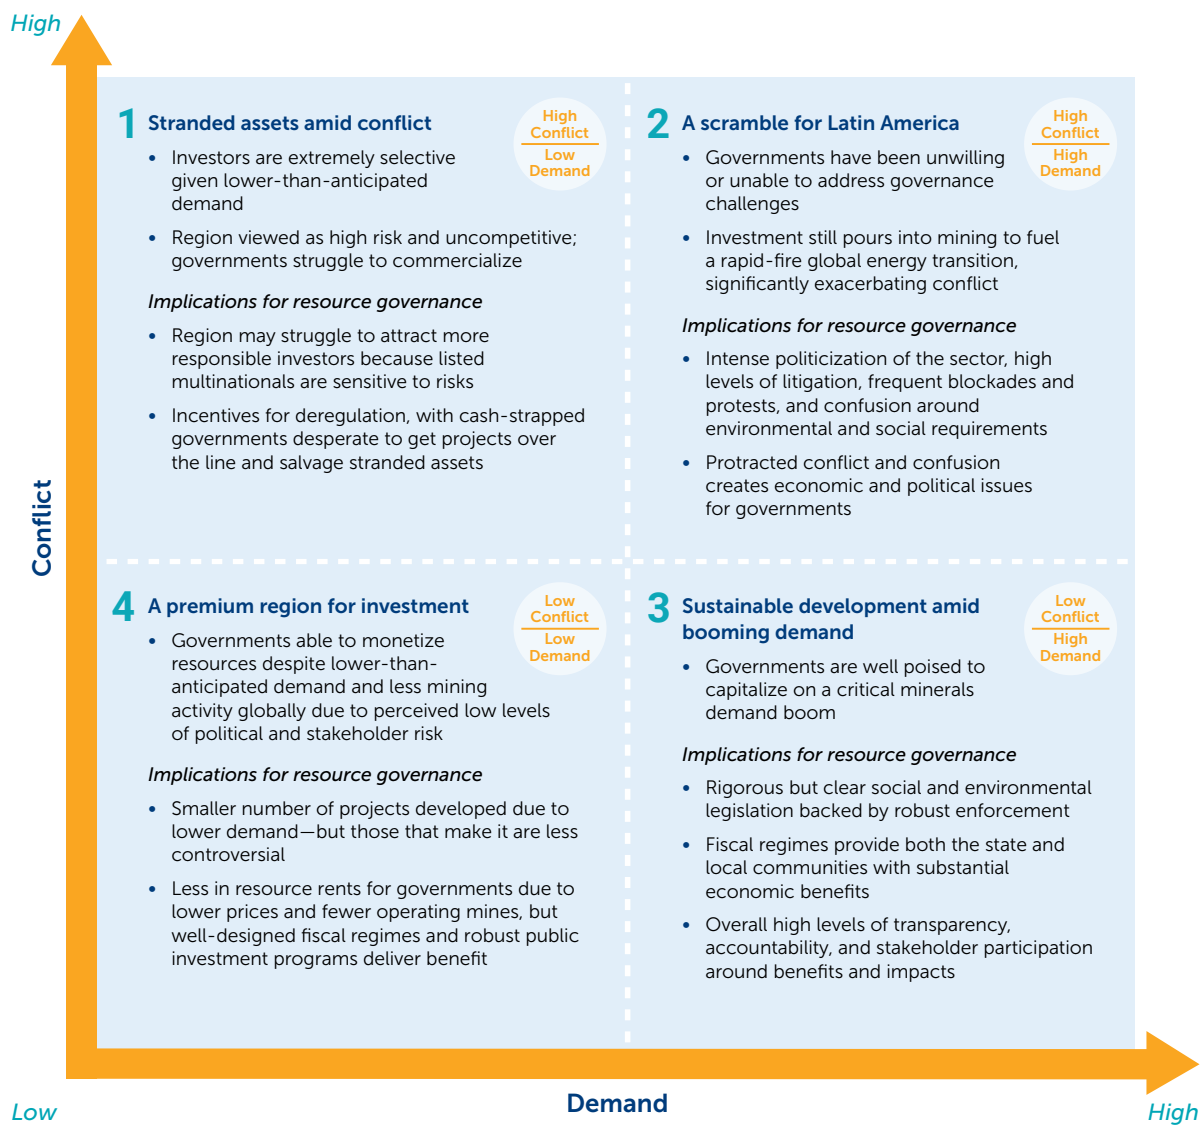 High
1 Stranded assets amid conflict
High
Conflict
Low
Demand
• Investors are extremely selective
given lower-than-anticipated
demand
• Region viewed as high risk and uncompetitive;
governments struggle to commercialize
Implications for resource governance
• Region may struggle to attract more
responsible investors because listed
multinationals are sensitive to risks
• Incentives for deregulation, with cash-strapped
governments desperate to get projects over
the line and salvage stranded assets
2 A scramble for Latin America
High
Conflict
High
Demand
• Governments have been unwilling
or unable to address governance
challenges
• Investment still pours into mining to fuel
a rapid-fire global energy transition,
significantly exacerbating conflict
Implications for resource governance
• Intense politicization of the sector, high
levels of litigation, frequent blockades and
protests, and confusion around
environmental and social requirements
• Protracted conflict and confusion
creates economic and political issues
for governments
Conflict
4 A premium region for investment
Low
Conflict
Low
Demand
• Governments able to monetize
resources despite lower-than-
anticipated demand and less mining
activity globally due to perceived low levels
of political and stakeholder risk
Implications for resource governance
• Smaller number of projects developed due to
lower demand—but those that make it are less
controversial
• Less in resource rents for governments due to
lower prices and fewer operating mines, but
well-designed fiscal regimes and robust public
investment programs deliver benefit
3 Sustainable development amid
booming demand
Low
Conflict
High
Demand
• Governments are well poised to
capitalize on a critical minerals
demand boom
Implications for resource governance
• Rigorous but clear social and environmental
legislation backed by robust enforcement
• Fiscal regimes provide both the state and
local communities with substantial
economic benefits
• Overall high levels of transparency,
accountability, and stakeholder participation
around benefits and impacts
Low
Demand
High